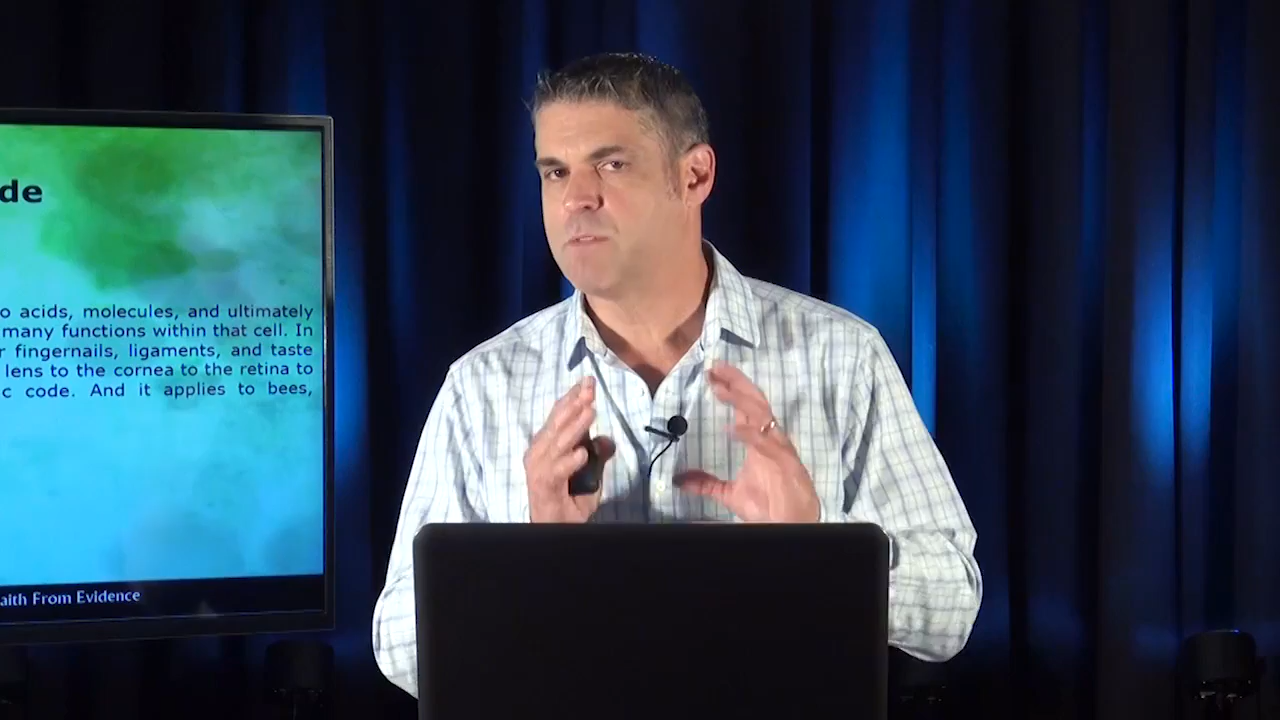 de
o acids, molecules, and ultimately
many functions within that cell. In
r fingernails, ligaments, and taste
lens to the cornea to the retina to
c code. And it applies to bees,
aith From Evidence